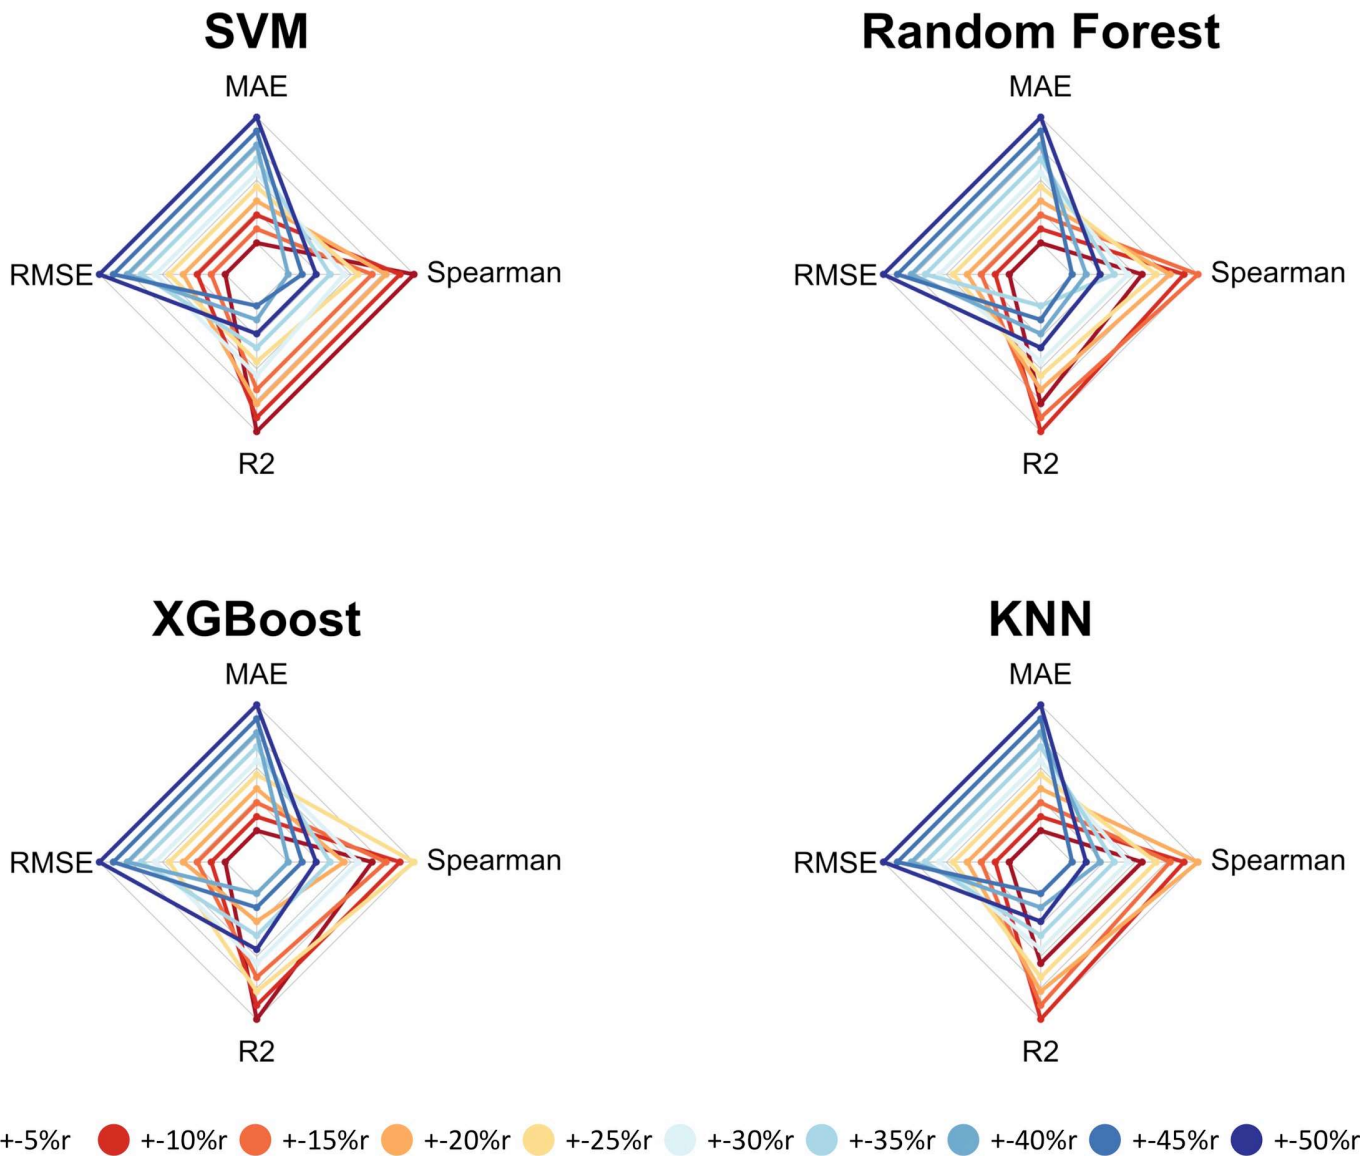 SVM
Random Forest
MAE
MAE
RMSE
Spearman
RMSE
Spearman
R2
R2
XGBoost
KNN
MAE
MAE
RMSE
Spearman
RMSE
Spearman
R2
R2
+-5%r +-10%r +-15%r +-20%r +-25%r +-30%r +-35%r +-40%r +-45%r +-50%r